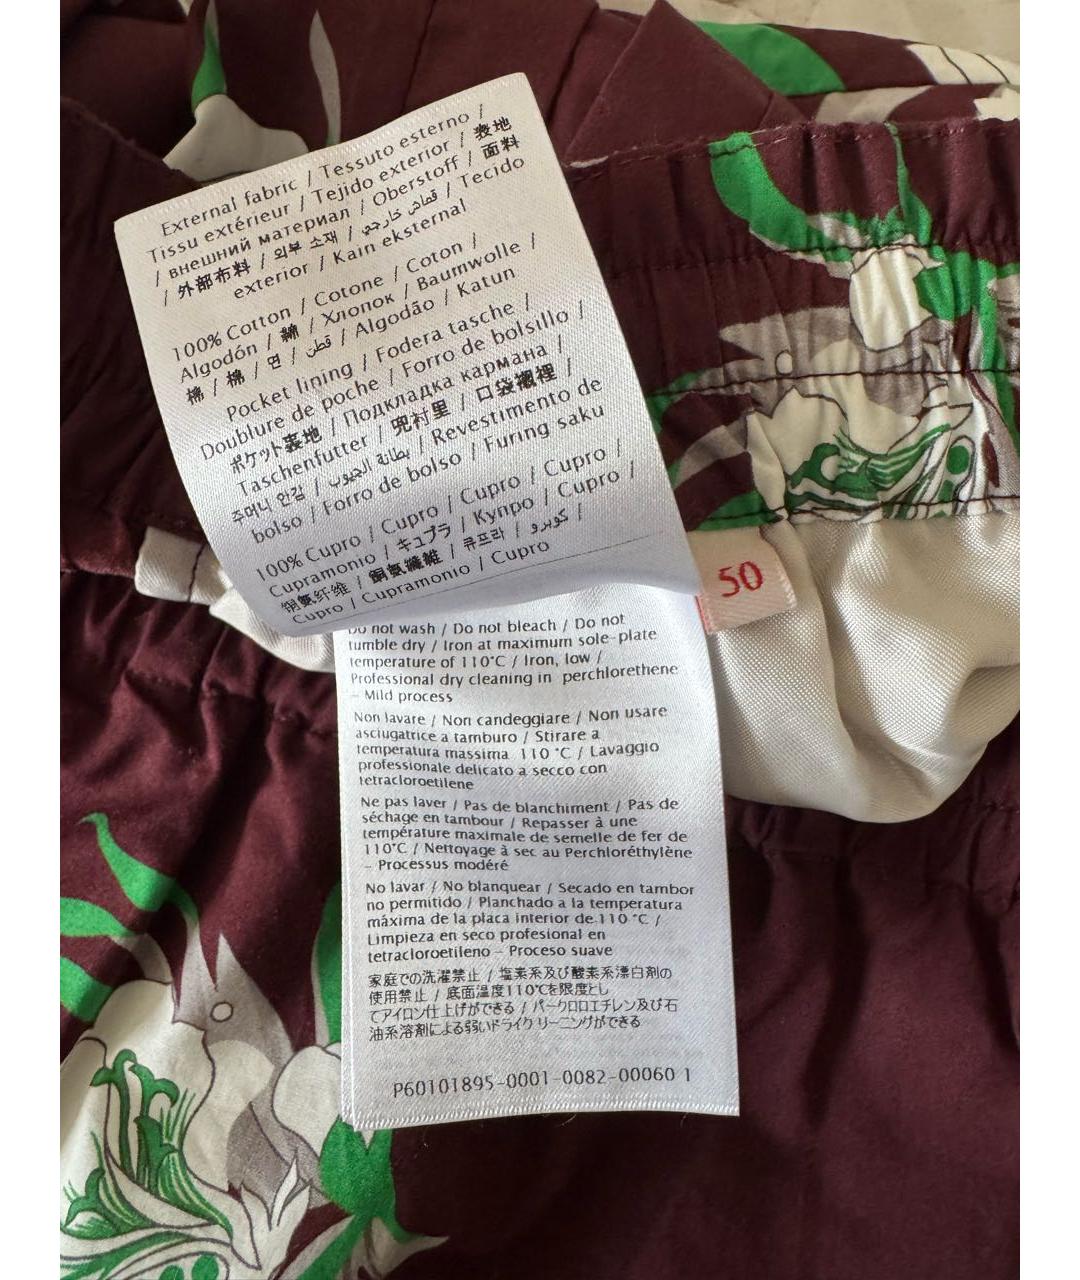 External fabric / Tessuto esterno /
Tissu extérieur / Tejido exterior / 表地
/ внешний материал / Oberstoff / 面料
/ 外部布料 / 외부 소재 / قماش خارجي / Tecido
exterior / Kain eksternal
100% Cotton / Cotone / Coton /
Algodón / 綿 / Хлопок / Baumwolle /
棉 / 棉 / 면 / قطن / Algodão / Katun
Pocket lining / Fodera tasche /
Doublure de poche / Forro de bolsillo /
ポケット裏地 / Подкладка кармана /
Taschenfutter / 兜衬里 / 口袋襯裡 /
주머니 안감 / بطانة الجيوب / Revestimento de
bolso / Forro de bolso / Furing saku
100% Cupro / Cupro / Cupro / Cupro /
Cupramonio / キュプラ / Купро / Cupro /
铜氨纤维 / 銅氨纖維 / 큐프라 / كوبرو /
Cupro / Cupramonio / Cupro
50
Do not wash / Do not bleach / Do not
tumble dry / Iron at maximum sole-plate
temperature of 110°C / Iron, low /
Professional dry cleaning in perchlorethene
– Mild process
Non lavare / Non candeggiare / Non usare
asciugatrice a tamburo / Stirare a
temperatura massima 110 °C / Lavaggio
professionale delicato a secco con
tetracloroetilene
Ne pas laver / Pas de blanchiment / Pas de
séchage en tambour / Repasser à une
température maximale de semelle de fer de
110°C / Nettoyage à sec au Perchloréthylène
– Processus modéré
No lavar / No blanquear / Secado en tambor
no permitido / Planchado a la temperatura
máxima de la placa interior de 110 °C /
Limpieza en seco profesional en
tetracloroetileno – Proceso suave
家庭での洗濯禁止 / 塩素系及び酸素系漂白剤の
使用禁止 / 底面温度110℃を限度とし
てアイロン仕上げができる / パークロロエチレン及び石
油系溶剤による弱いドライクリーニングができる
P60101895-0001-0082-00060 1